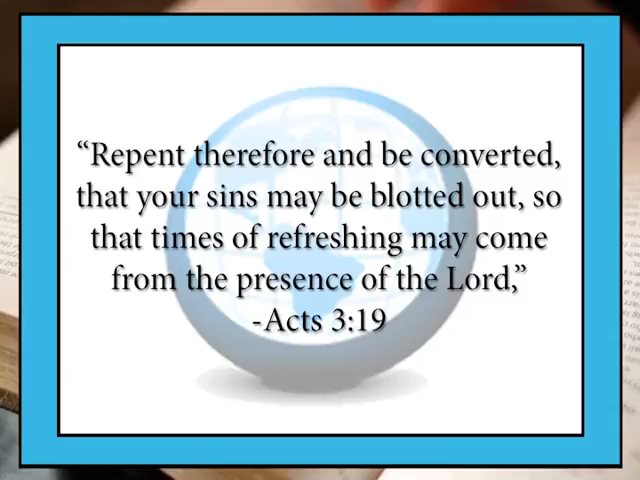 “Repent therefore and be converted,
that your sins may be blotted out, so
that times of refreshing may come
from the presence of the Lord,”
-Acts 3:19